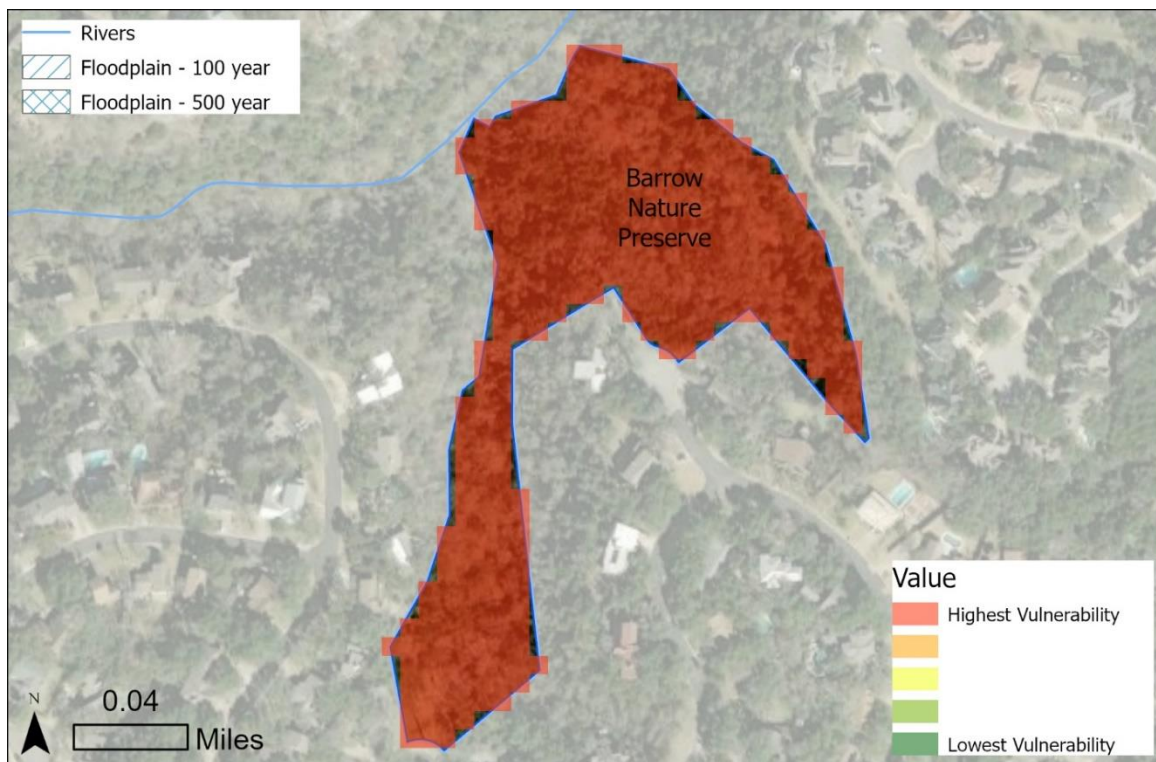 Rivers
Floodplain - 100 year
Floodplain - 500 year
Barrow
Nature
Preserve
Value
Highest Vulnerability
Lowest Vulnerability
N
0.04
Miles